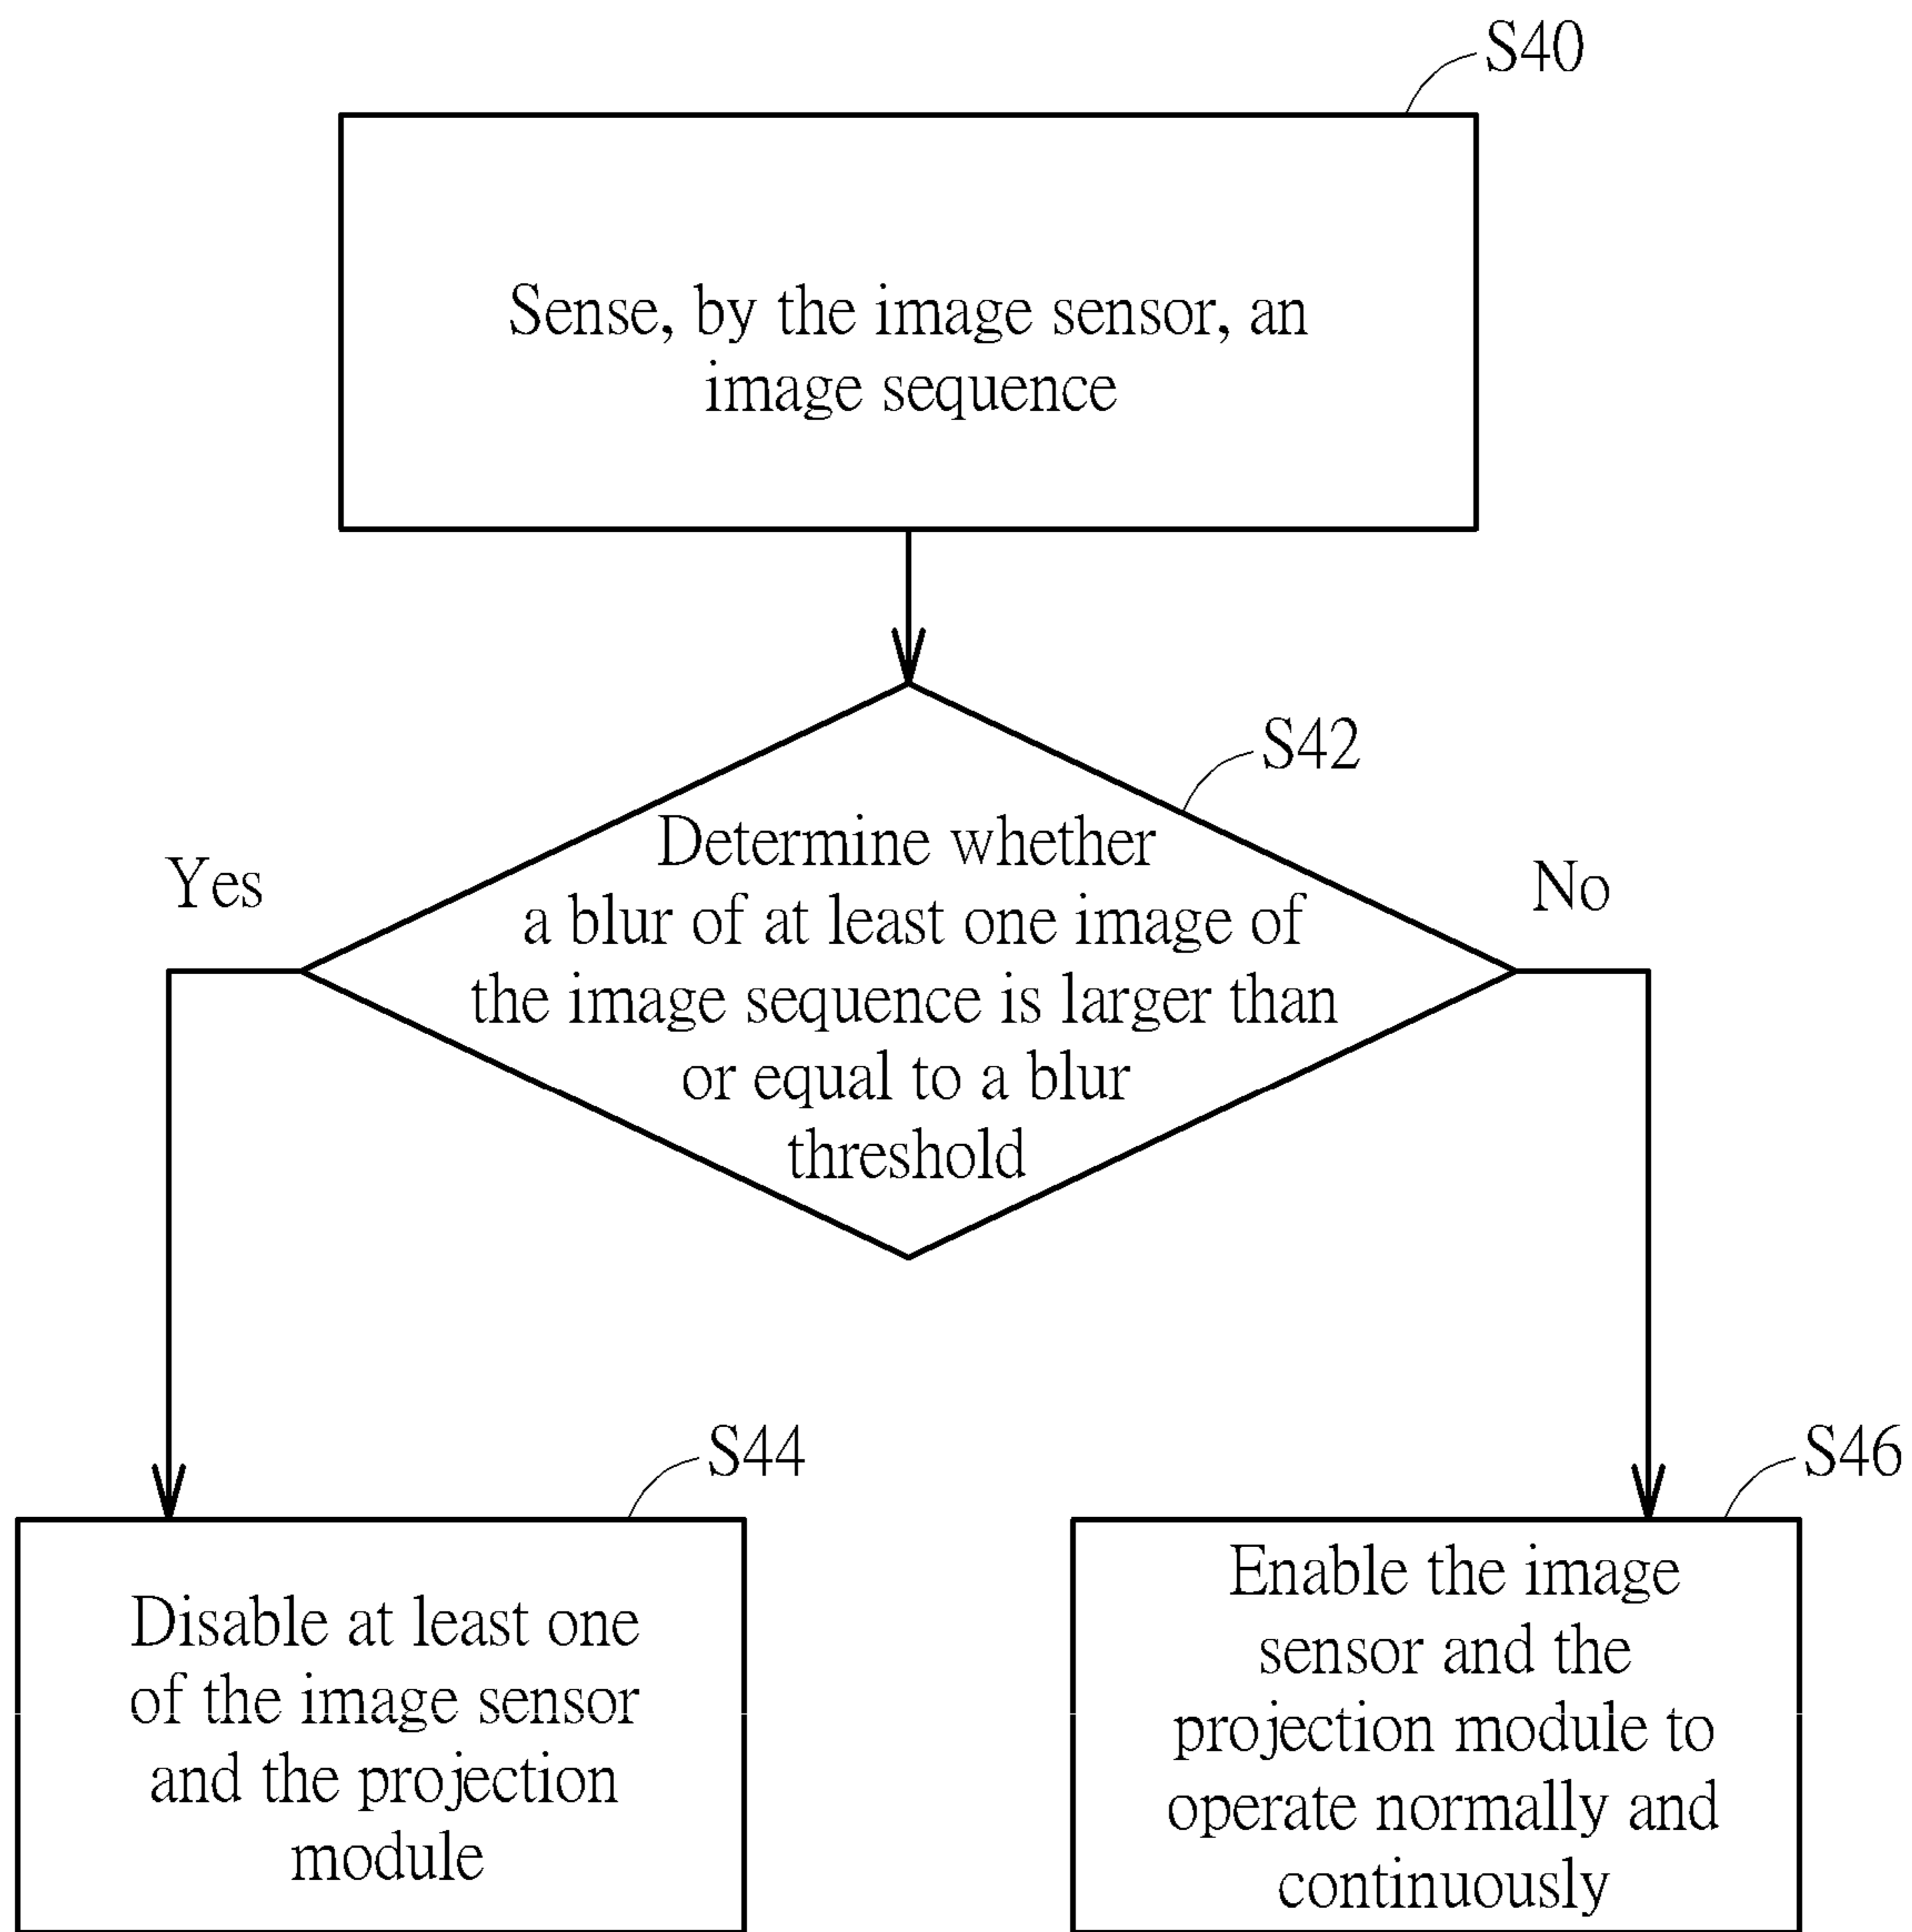 S40
Sense, by the image sensor, an
image sequence
S42
Determine whether
a blur of at least one image of
the image sequence is larger than
or equal to a blur
threshold
Yes
No
S44
Disable at least one
of the image sensor
and the projection
module
S46
Enable the image
sensor and the
projection module to
operate normally and
continuously